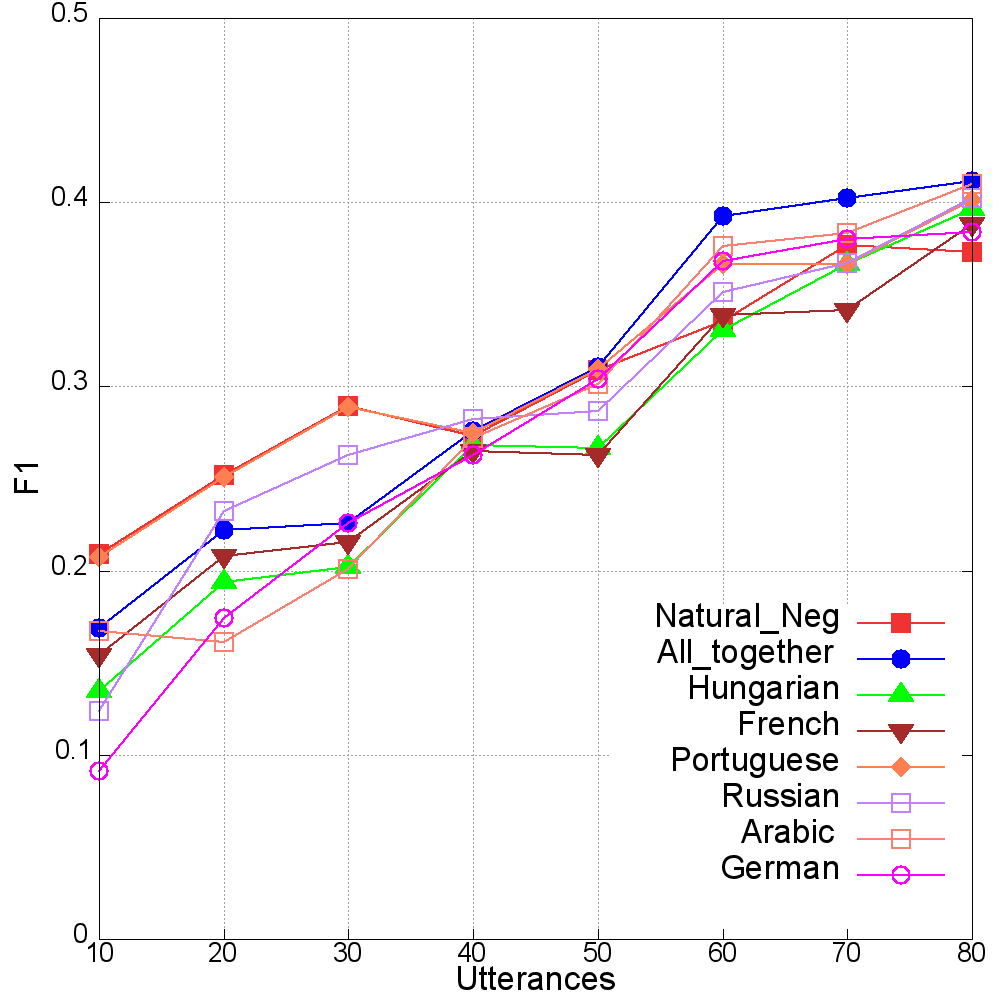 0.5
0.4
0.3
0.2
0.1
0
F1
10 20 30 40 50 60 70 80
Utterances
Natural_Neg
All_together
Hungarian
French
Portuguese
Russian
Arabic
German